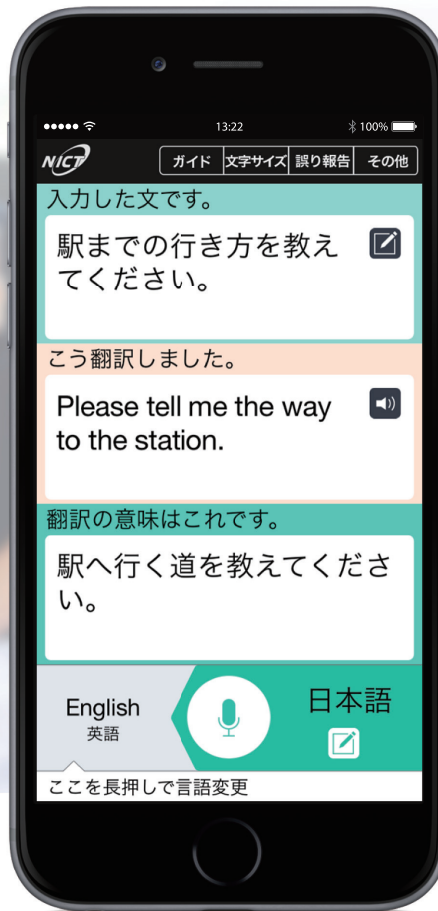 13:22 100%
NICT ガイド 文字サイズ 誤り報告 その他
入力した文です。
駅までの行き方を教え
てください。
こう翻訳しました。
Please tell me the way
to the station.
翻訳の意味はこれです。
駅へ行く道を教えてくださ
い。
English 日本語
英語
ここを長押しで言語変更